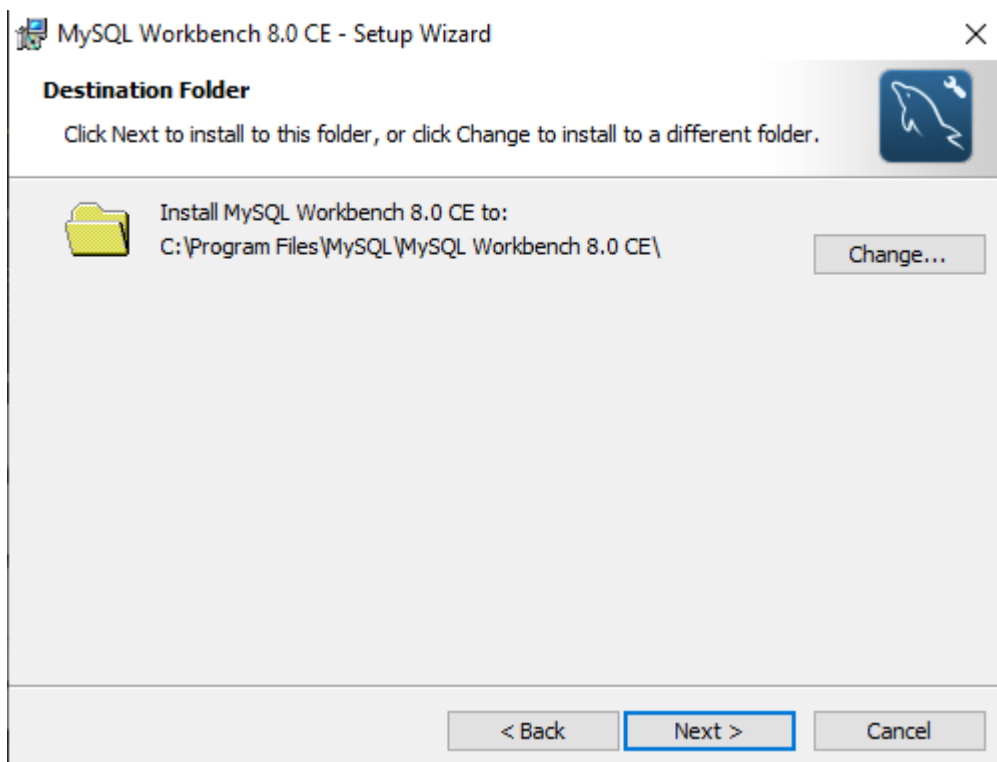 MySQL Workbench 8.0 CE - Setup Wizard
Destination Folder
Click Next to install to this folder, or click Change to install to a different folder.
Install MySQL Workbench 8.0 CE to:
C:\Program Files\MySQL\MySQL Workbench 8.0 CE\
Change...
< Back
Next >
Cancel